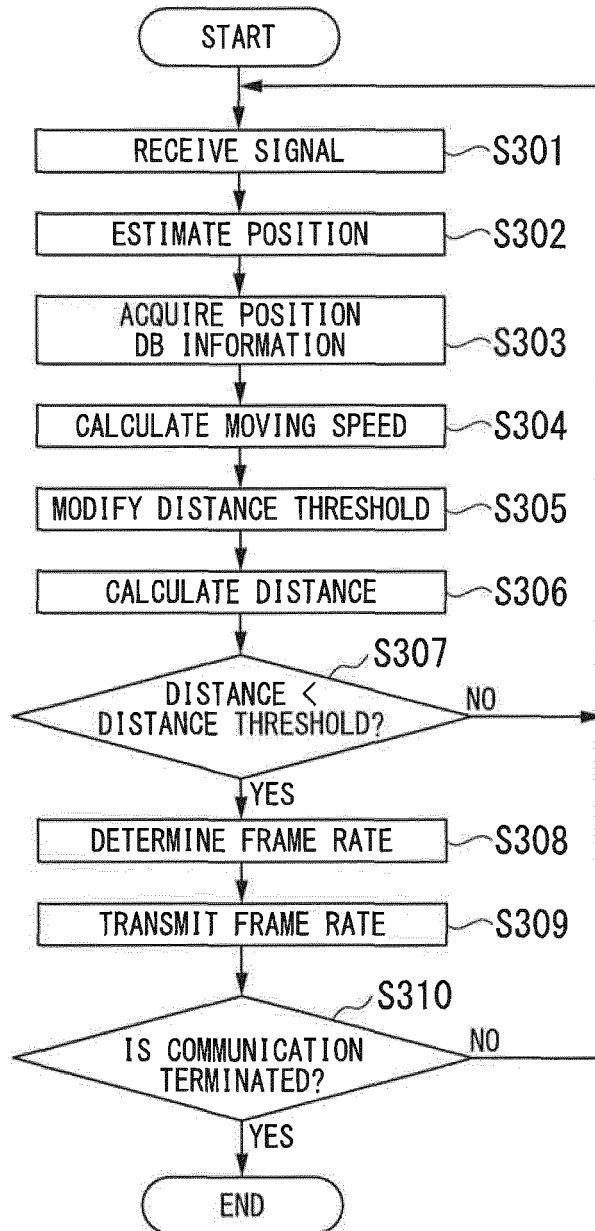 START
RECEIVE SIGNAL
S301
ESTIMATE POSITION
S302
ACQUIRE POSITION
DB INFORMATION
S303
CALCULATE MOVING SPEED
S304
MODIFY DISTANCE THRESHOLD
S305
CALCULATE DISTANCE
S306
S307
DISTANCE <
DISTANCE THRESHOLD?
NO
YES
DETERMINE FRAME RATE
S308
TRANSMIT FRAME RATE
S309
S310
IS COMMUNICATION
TERMINATED?
NO
YES
END